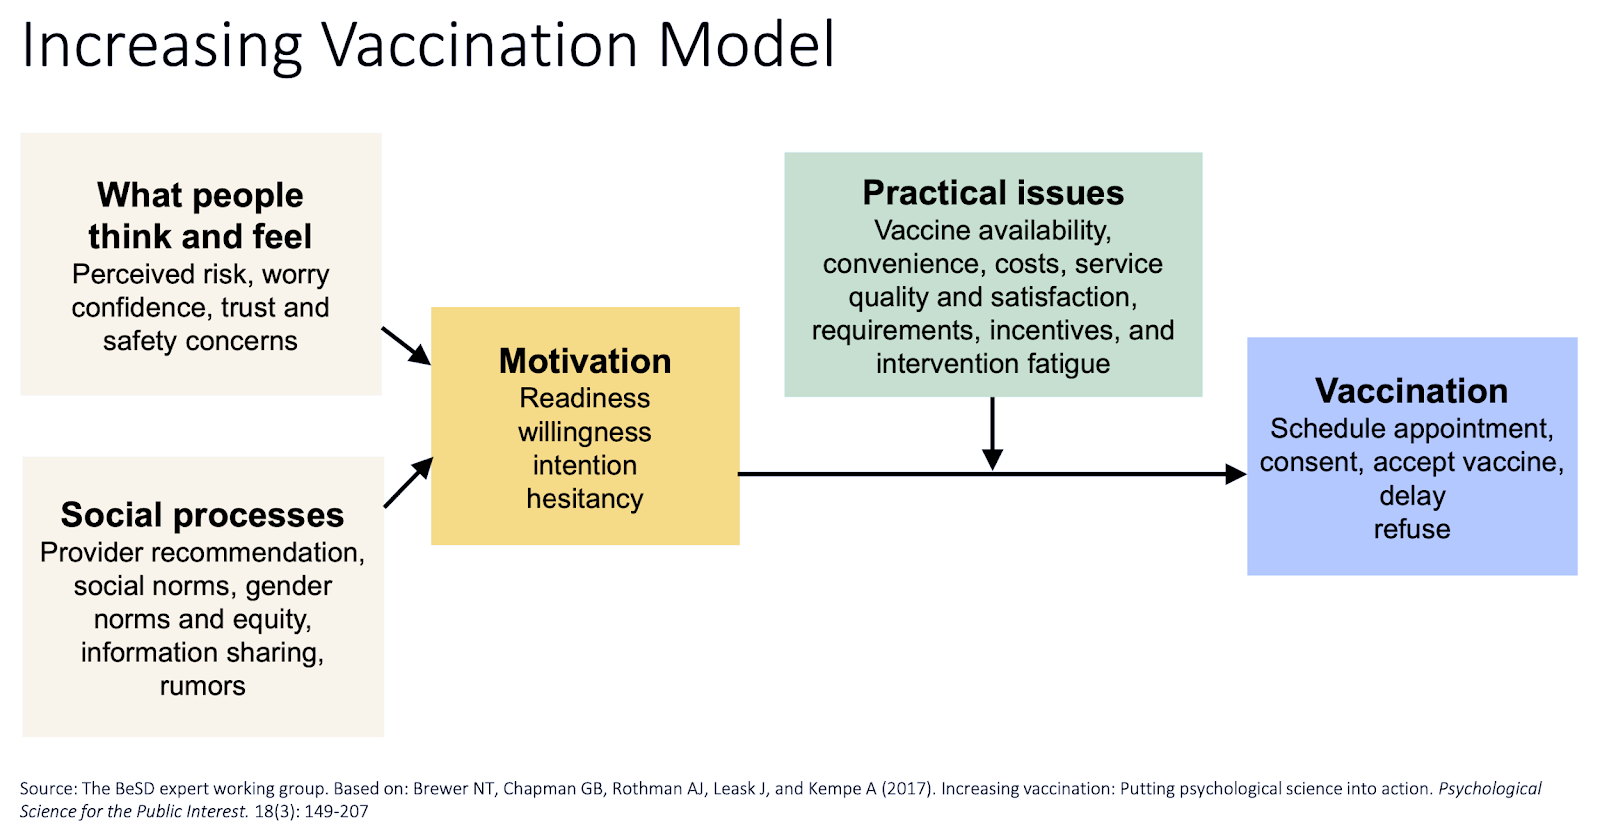 Increasing Vaccination Model
What people
think and feel
Perceived risk, worry
confidence, trust and
safety concerns
Social processes
Provider recommendation,
social norms, gender
norms and equity,
information sharing,
rumors
Motivation
Readiness
willingness
intention
hesitancy
Practical issues
Vaccine availability,
convenience, costs, service
quality and satisfaction,
requirements, incentives, and
intervention fatigue
Vaccination
Schedule appointment,
consent, accept vaccine,
delay
refuse
Source: The BeSD expert working group. Based on: Brewer NT, Chapman GB, Rothman AJ, Leask J, and Kempe A (2017). Increasing vaccination: Putting psychological science into action. Psychological
Science for the Public Interest. 18(3): 149-207